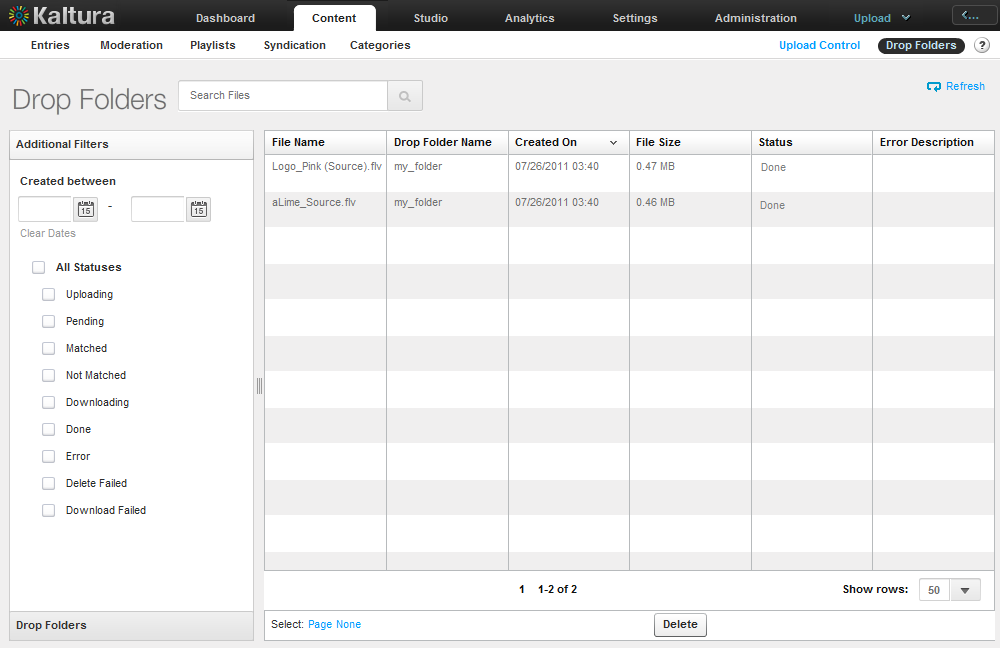 Kaltura Dashboard Content Studio Analytics Settings Administration Upload <...
Entries Moderation Playlists Syndication Categories Upload Control Drop Folders ?
Drop Folders Search Files Refresh
Additional Filters
Created between
15 - 15
Clear Dates
All Statuses
Uploading
Pending
Matched
Not Matched
Downloading
Done
Error
Delete Failed
Download Failed
Drop Folders
File Name Drop Folder Name Created On File Size Status Error Description
Logo_Pink (Source).flv my_folder 07/26/2011 03:40 0.47 MB Done
aLime_Source.flv my_folder 07/26/2011 03:40 0.46 MB Done
1 1-2 of 2 Show rows: 50
Select: Page None Delete